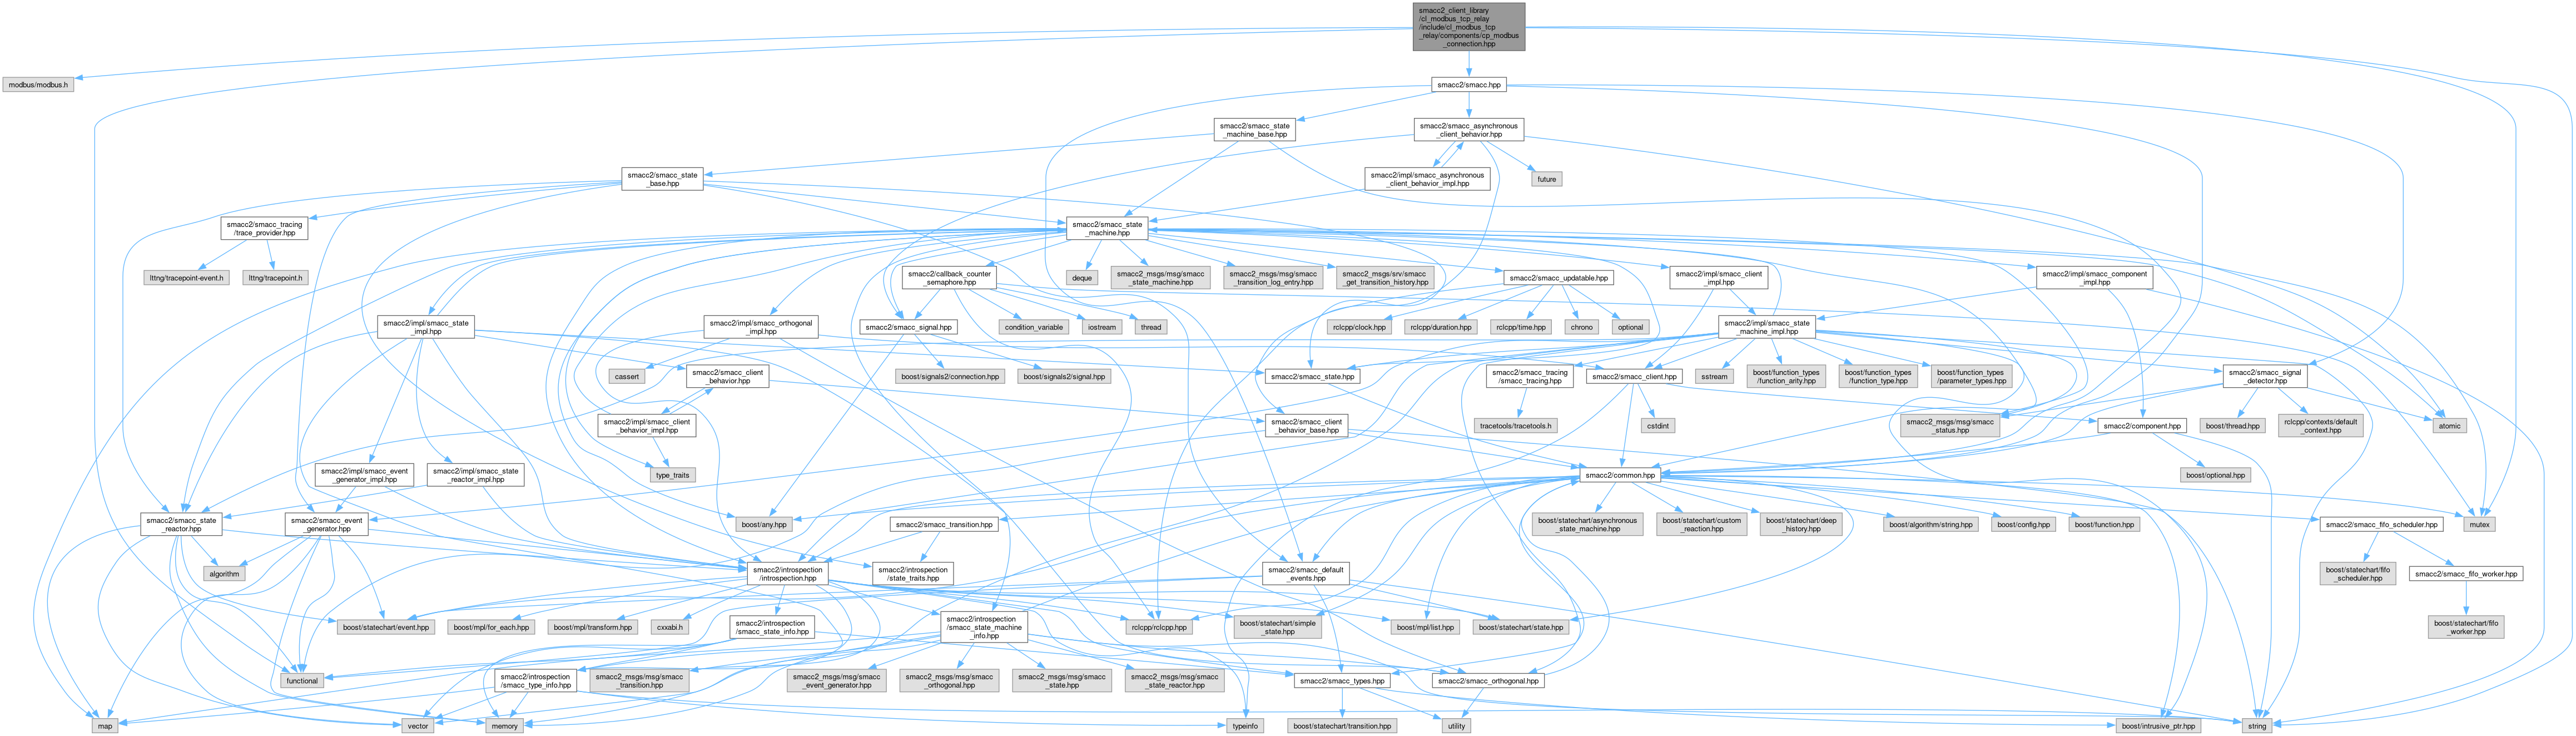 smacc2_client_library
/cl_modbus_tcp_relay
/include/cl_modbus_tcp
_relay/components/cp_modbus
_connection.hpp
modbus/modbus.h
smacc2/smacc.hpp
smacc2/smacc_state
_machine_base.hpp
smacc2/smacc_asynchronous
_client_behavior.hpp
smacc2/smacc_state
_base.hpp
smacc2/impl/smacc_asynchronous
_client_behavior_impl.hpp
future
smacc2/smacc_tracing
/trace_provider.hpp
smacc2/smacc_state
_machine.hpp
lttng/tracepoint-event.h
lttng/tracepoint.h
smacc2/callback_counter
_semaphore.hpp
deque
smacc2_msgs/msg/smacc
_state_machine.hpp
smacc2_msgs/msg/smacc
_transition_log_entry.hpp
smacc2_msgs/srv/smacc
_get_transition_history.hpp
smacc2/smacc_updatable.hpp
smacc2/impl/smacc_client
_impl.hpp
smacc2/impl/smacc_component
_impl.hpp
smacc2/impl/smacc_state
_impl.hpp
smacc2/impl/smacc_orthogonal
_impl.hpp
smacc2/smacc_signal.hpp
condition_variable
iostream
thread
rclcpp/clock.hpp
rclcpp/duration.hpp
rclcpp/time.hpp
chrono
optional
smacc2/impl/smacc_state
_machine_impl.hpp
cassert
smacc2/smacc_client
_behavior.hpp
boost/signals2/connection.hpp
boost/signals2/signal.hpp
smacc2/smacc_state.hpp
smacc2/smacc_tracing
/smacc_tracing.hpp
smacc2/smacc_client.hpp
sstream
boost/function_types
/function_arity.hpp
boost/function_types
/function_type.hpp
boost/function_types
/parameter_types.hpp
smacc2/smacc_signal
_detector.hpp
smacc2/impl/smacc_client
_behavior_impl.hpp
smacc2/smacc_client
_behavior_base.hpp
tracetools/tracetools.h
cstdint
smacc2_msgs/msg/smacc
_status.hpp
smacc2/component.hpp
boost/thread.hpp
rclcpp/contexts/default
_context.hpp
atomic
smacc2/impl/smacc_event
_generator_impl.hpp
smacc2/impl/smacc_state
_reactor_impl.hpp
type_traits
smacc2/common.hpp
boost/optional.hpp
smacc2/smacc_state
_reactor.hpp
smacc2/smacc_event
_generator.hpp
boost/any.hpp
smacc2/smacc_transition.hpp
boost/statechart/asynchronous
_state_machine.hpp
boost/statechart/custom
_reaction.hpp
boost/statechart/deep
_history.hpp
boost/algorithm/string.hpp
boost/config.hpp
boost/function.hpp
smacc2/smacc_fifo_scheduler.hpp
mutex
algorithm
smacc2/introspection
/introspection.hpp
smacc2/introspection
/state_traits.hpp
smacc2/smacc_default
_events.hpp
boost/statechart/fifo
_scheduler.hpp
smacc2/smacc_fifo_worker.hpp
boost/statechart/event.hpp
boost/mpl/for_each.hpp
boost/mpl/transform.hpp
cxxabi.h
smacc2/introspection
/smacc_state_info.hpp
smacc2/introspection
/smacc_state_machine
_info.hpp
rclcpp/rclcpp.hpp
boost/statechart/simple
_state.hpp
boost/mpl/list.hpp
boost/statechart/state.hpp
boost/statechart/fifo
_worker.hpp
functional
smacc2/introspection
/smacc_type_info.hpp
smacc2_msgs/msg/smacc
_transition.hpp
smacc2_msgs/msg/smacc
_event_generator.hpp
smacc2_msgs/msg/smacc
_orthogonal.hpp
smacc2_msgs/msg/smacc
_state.hpp
smacc2_msgs/msg/smacc
_state_reactor.hpp
smacc2/smacc_types.hpp
smacc2/smacc_orthogonal.hpp
map
vector
memory
typeinfo
boost/statechart/transition.hpp
utility
boost/intrusive_ptr.hpp
string